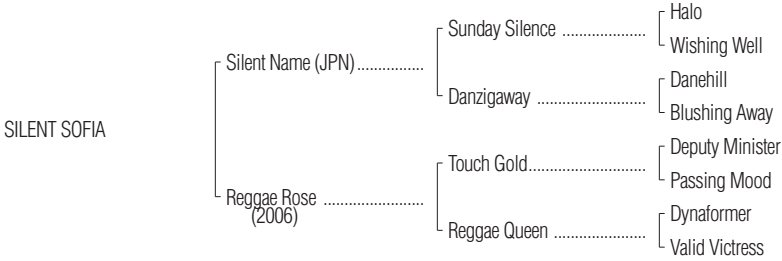 Halo
Sunday Silence ....................
Wishing Well
Silent Name (JPN)................
Danehill
Danzigaway .........................
Blushing Away
SILENT SOFIA
Deputy Minister
Touch Gold...........................
Passing Mood
Reggae Rose ........................
(2006)
Dynaformer
Reggae Queen ......................
Valid Victress